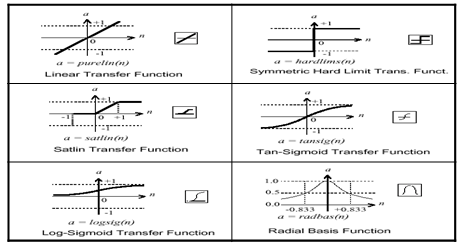 a
+1
n
0
-1
a = purelin(n)
Linear Transfer Function
a
+1
n
0
-1
a = hardlims(n)
Symmetric Hard Limit Trans. Funct.
a
+1
n
-1
0
+1
-1
a = satlin(n)
Satlin Transfer Function
a
+1
n
0
-1
a = tansig(n)
Tan-Sigmoid Transfer Function
a
+1
n
0
-1
a = logsig(n)
Log-Sigmoid Transfer Function
a
1.0
0.5
0.0
n
-0.833
+0.833
a = radbas(n)
Radial Basis Function